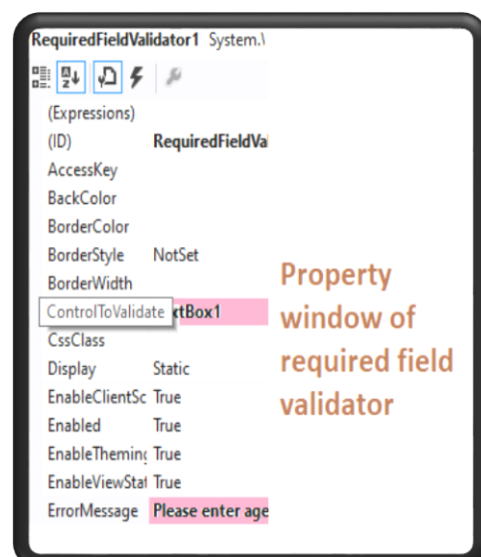 RequiredFieldValidator1 System.\
(Expressions)
(ID) RequiredFieldVal
AccessKey
BackColor
BorderColor
BorderStyle NotSet
BorderWidth
ControlToValidate xtBox1
CssClass
Display Static
EnableClientSc True
Enabled True
EnableTheming True
EnableViewStat True
ErrorMessage Please enter age
Property
window of
required field
validator